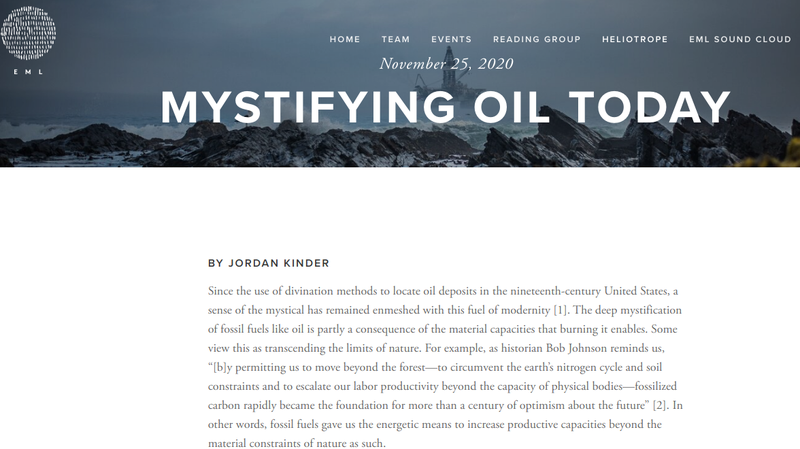 HOME TEAM EVENTS READING GROUP HELIOTROPE EML SOUND CLOUD
E M L
November 25, 2020
MYSTIFYING OIL TODAY
BY JORDAN KINDER
Since the use of divination methods to locate oil deposits in the nineteenth-century United States, a
sense of the mystical has remained enmeshed with this fuel of modernity [1]. The deep mystification
of fossil fuels like oil is partly a consequence of the material capacities that burning it enables. Some
view this as transcending the limits of nature. For example, as historian Bob Johnson reminds us,
“[b]y permitting us to move beyond the forest—to circumvent the earth’s nitrogen cycle and soil
constraints and to escalate our labor productivity beyond the capacity of physical bodies—fossilized
carbon rapidly became the foundation for more than a century of optimism about the future” [2]. In
other words, fossil fuels gave us the energetic means to increase productive capacities beyond the
material constraints of nature as such.